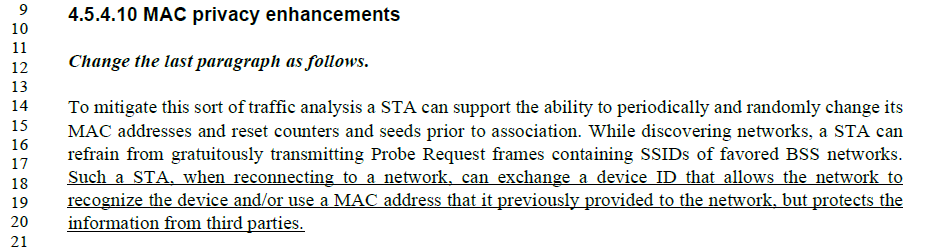 9
4.5.4.10 MAC privacy enhancements
10
11
12
Change the last paragraph as follows.
13
14
To mitigate this sort of traffic analysis a STA can support the ability to periodically and randomly change its
15
MAC addresses and reset counters and seeds prior to association. While discovering networks, a STA can
16
refrain from gratuitously transmitting Probe Request frames containing SSIDs of favored BSS networks.
17
18
Such a STA, when reconnecting to a network, can exchange a device ID that allows the network to
19
recognize the device and/or use a MAC address that it previously provided to the network, but protects the
20
information from third parties.
21